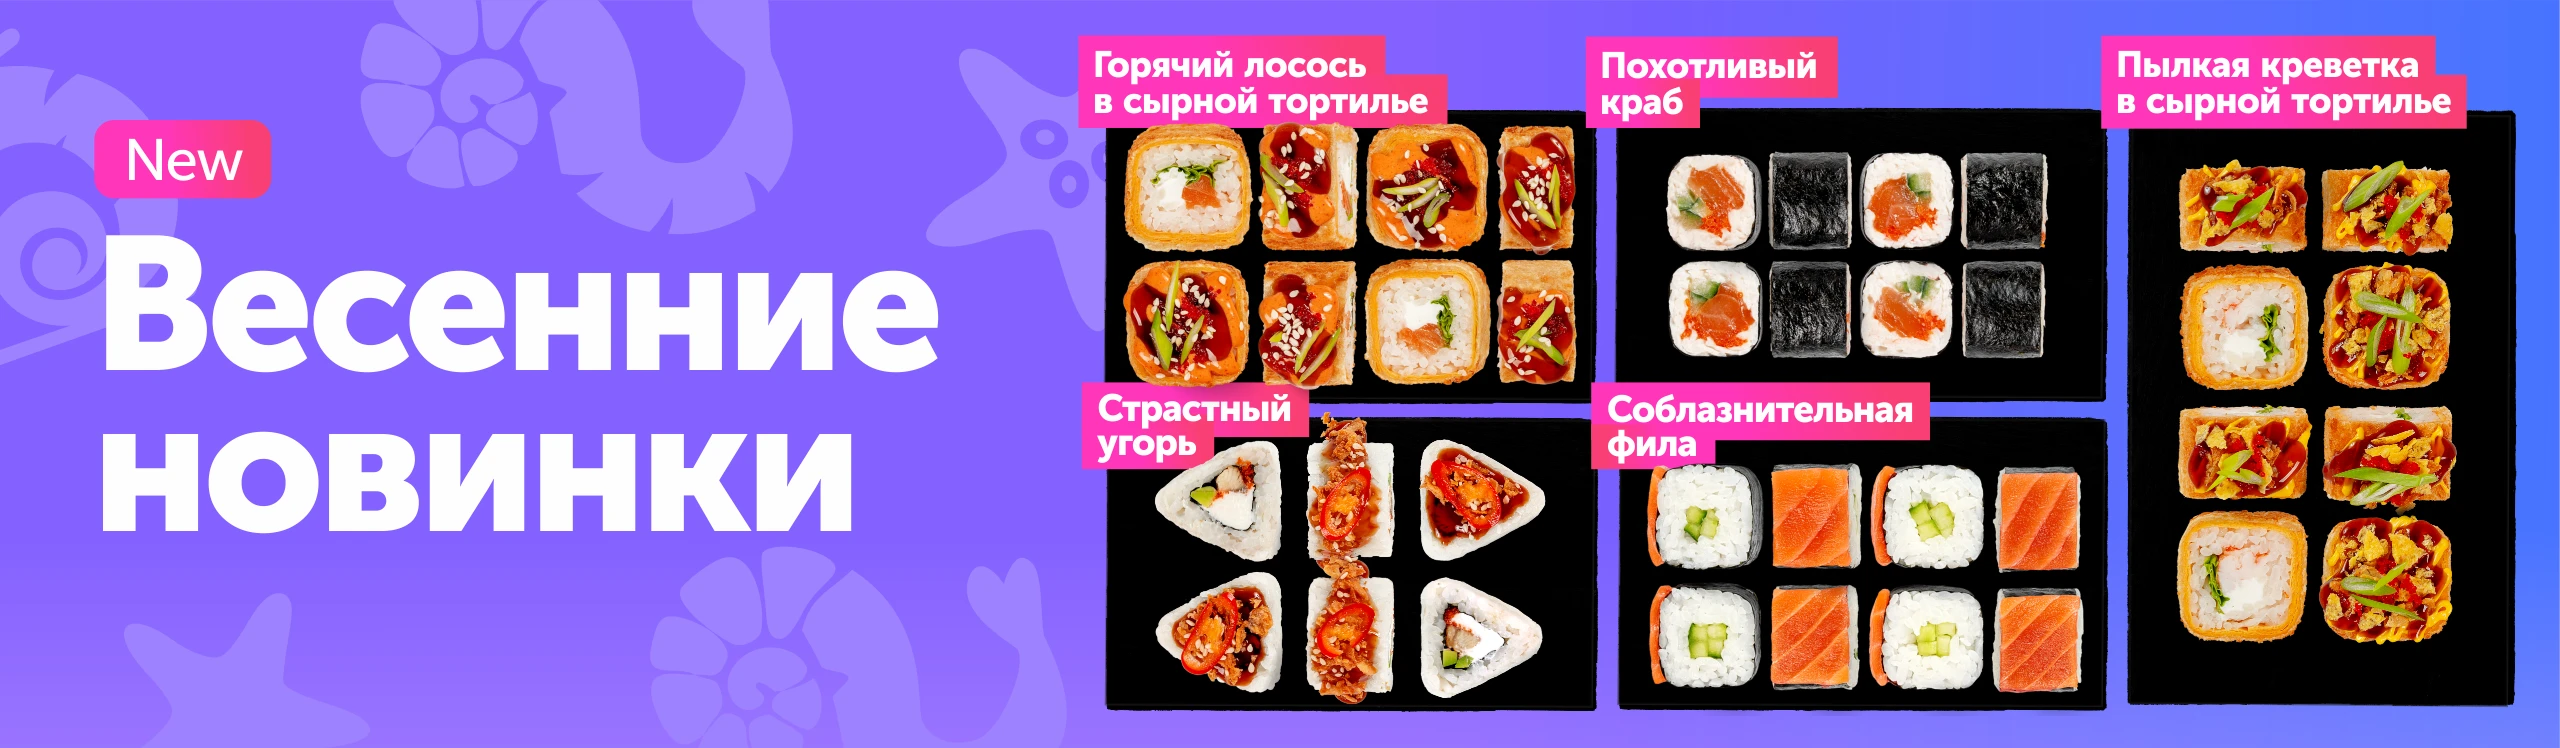 New
Весенние
новинки
Горячий лосось
в сырной тортилье
Похотливый
краб
Пылкая креветка
в сырной тортилье
Страстный
угорь
Соблазнительная
фила